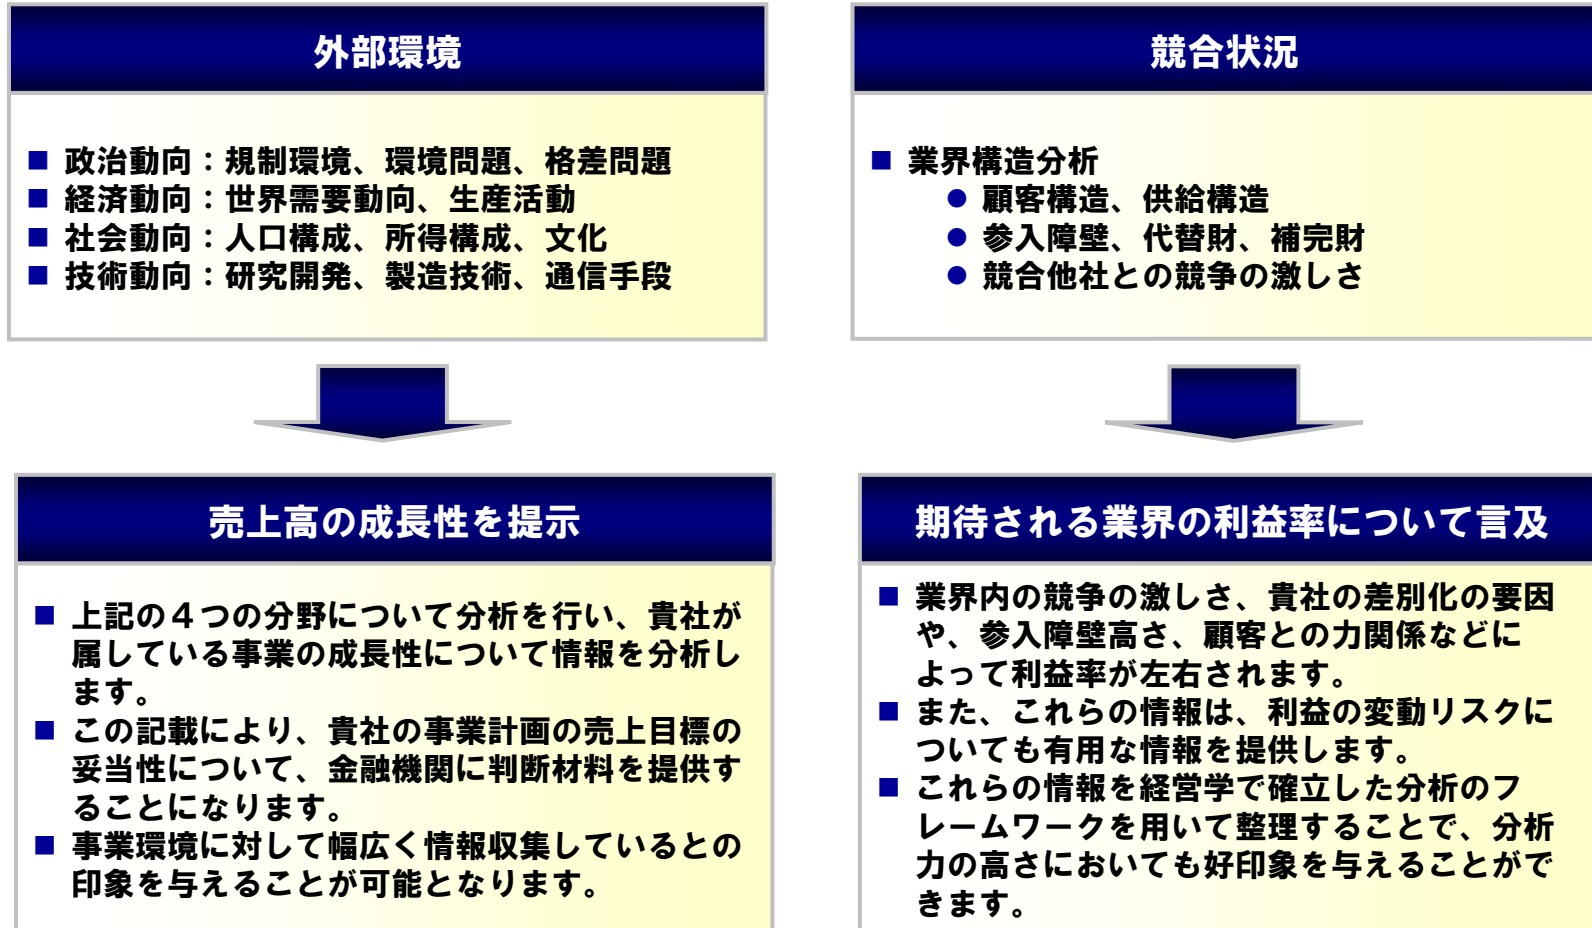 外部環境
■ 政治動向：規制環境、環境問題、格差問題
■ 経済動向：世界需要動向、生産活動
■ 社会動向：人口構成、所得構成、文化
■ 技術動向：研究開発、製造技術、通信手段
競合状況
■ 業界構造分析
● 顧客構造、供給構造
● 参入障壁、代替財、補完財
● 競合他社との競争の激しさ
売上高の成長性を提示
■ 上記の４つの分野について分析を行い、貴社が
属している事業の成長性について情報を分析し
ます。
■ この記載により、貴社の事業計画の売上目標の
妥当性について、金融機関に判断材料を提供す
ることになります。
■ 事業環境に対して幅広く情報収集しているとの
印象を与えることが可能となります。
期待される業界の利益率について言及
■ 業界内の競争の激しさ、貴社の差別化の要因
や、参入障壁高さ、顧客との力関係などに
よって利益率が左右されます。
■ また、これらの情報は、利益の変動リスクに
ついても有用な情報を提供します。
■ これらの情報を経営学で確立した分析のフ
レームワークを用いて整理することで、分析
力の高さにおいても好印象を与えることがで
きます。